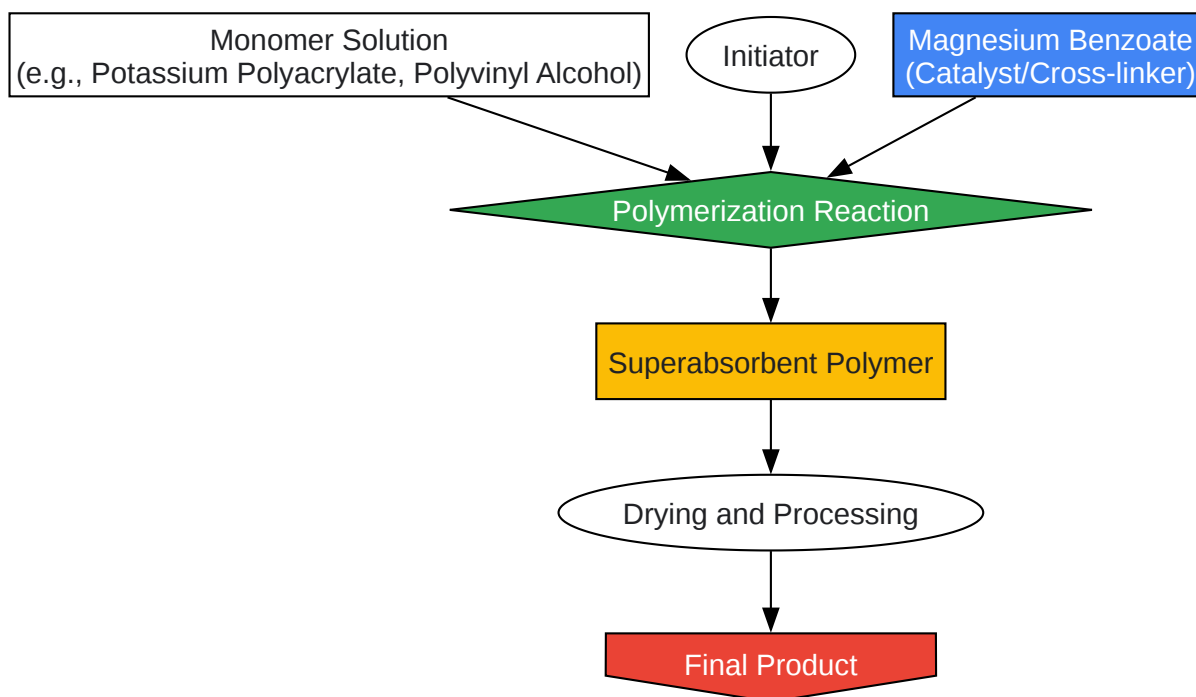 Monomer Solution
(e.g., Potassium Polyacrylate, Polyvinyl Alcohol)
Initiator
Magnesium Benzoate
(Catalyst/Cross-linker)
Polymerization Reaction
Superabsorbent Polymer
Drying and Processing
Final Product